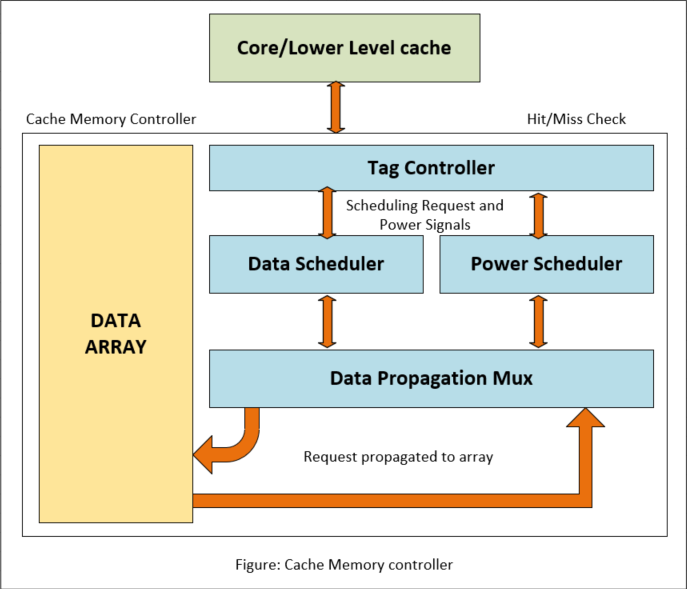 Core/Lower Level cache
Cache Memory Controller
Hit/Miss Check
Tag Controller
Scheduling Request and
Power Signals
Data Scheduler
Power Scheduler
DATA
ARRAY
Data Propagation Mux
Request propagated to array
Figure: Cache Memory controller